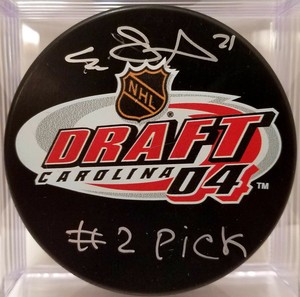 21
NHL
DRAFT
CAROLINA 04 TM
#2 PICK